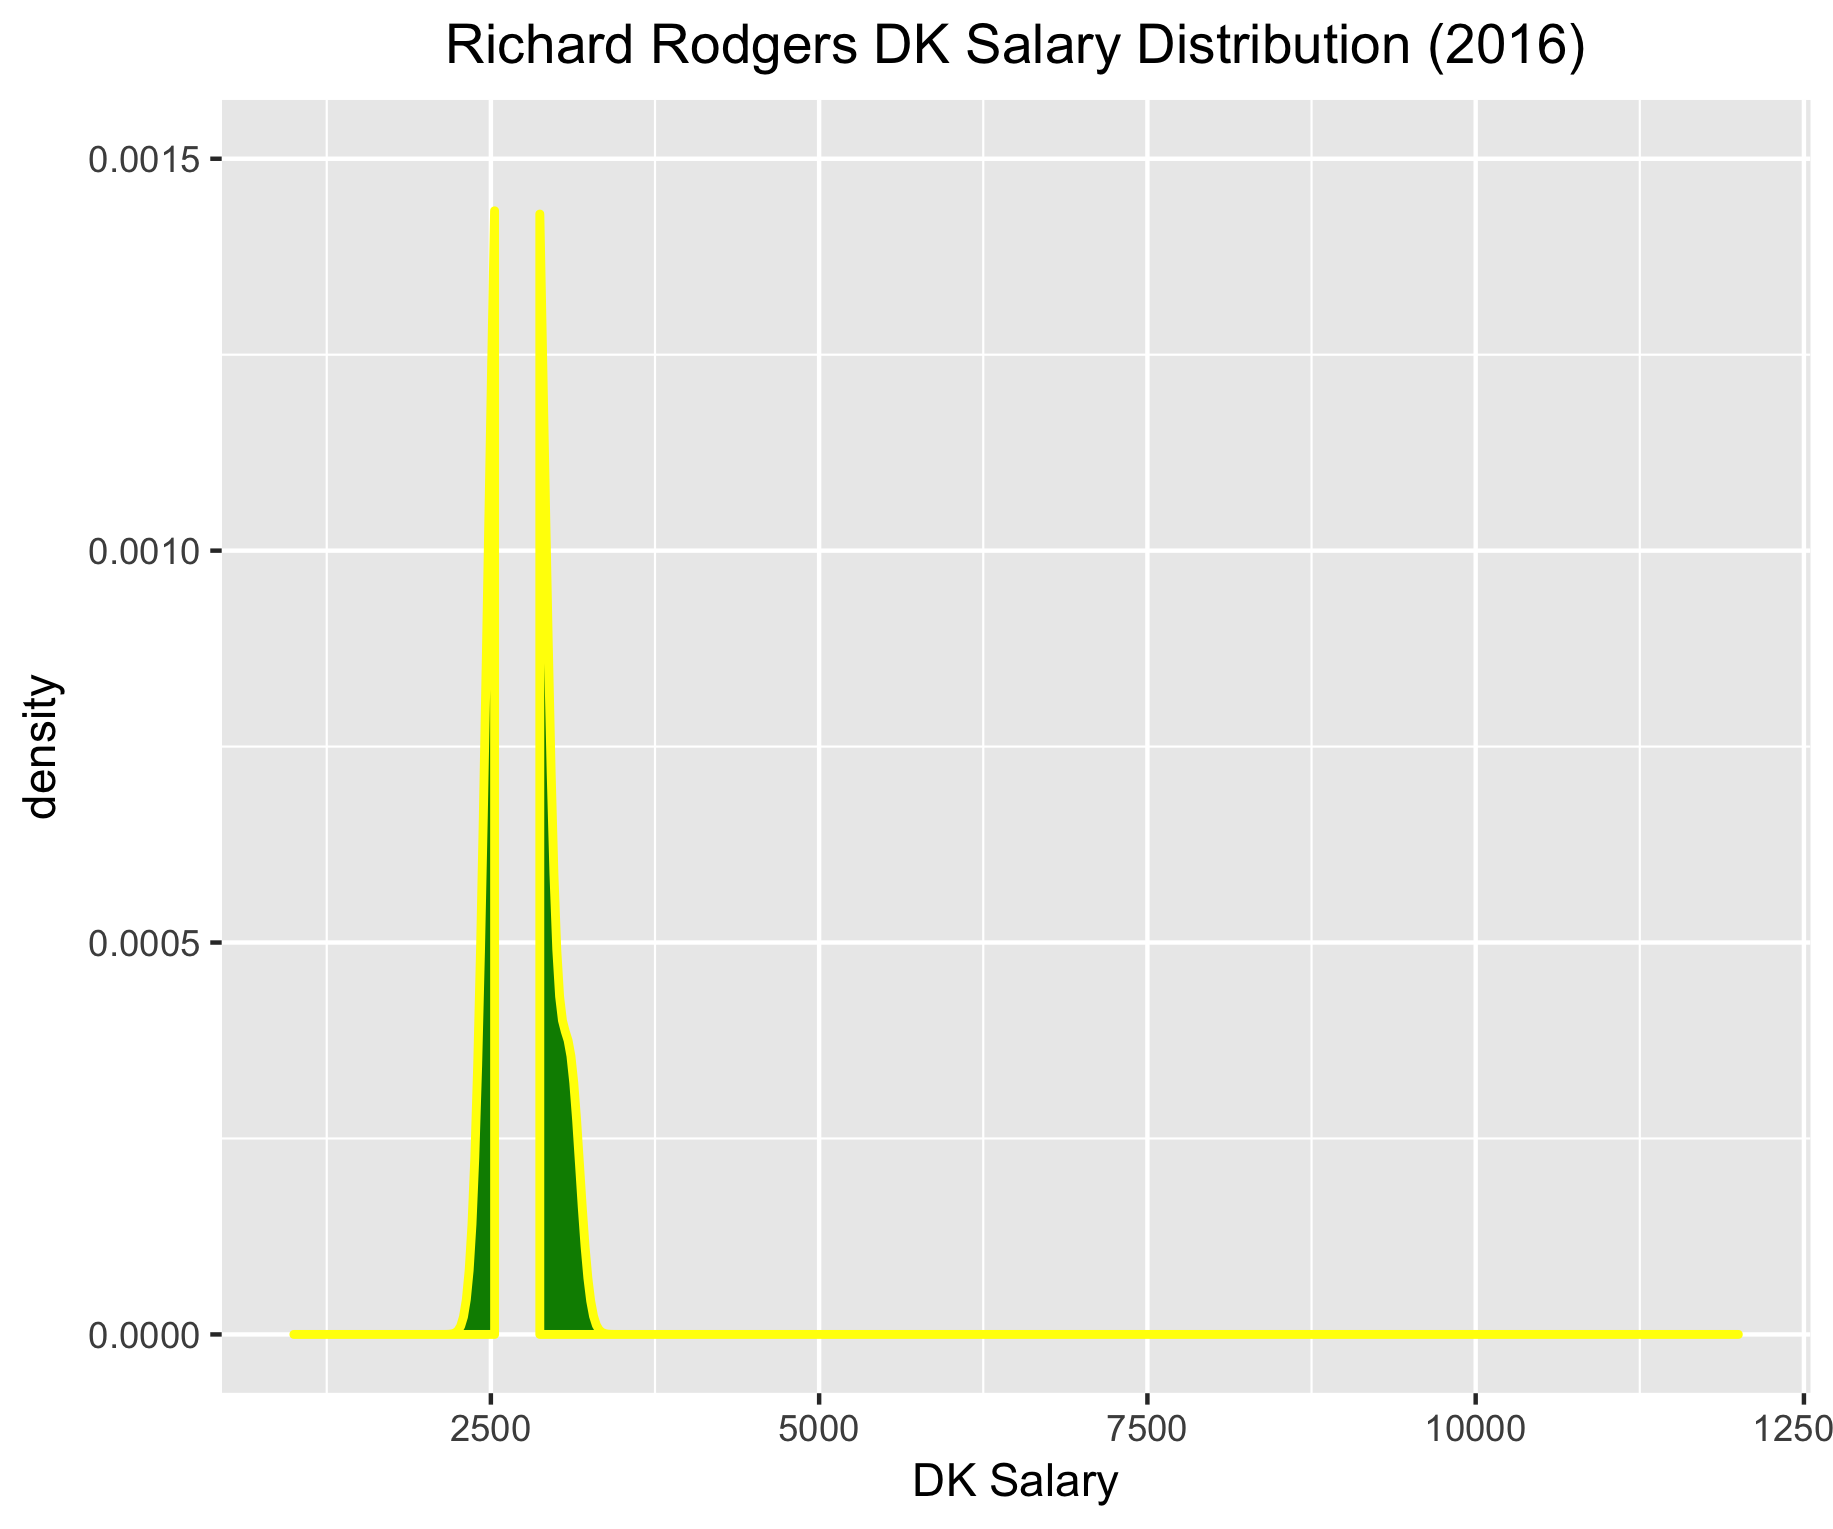 Richard Rodgers DK Salary Distribution (2016)
0.0015
0.0010
0.0005
0.0000
density
2500 5000 7500 10000 1250
DK Salary